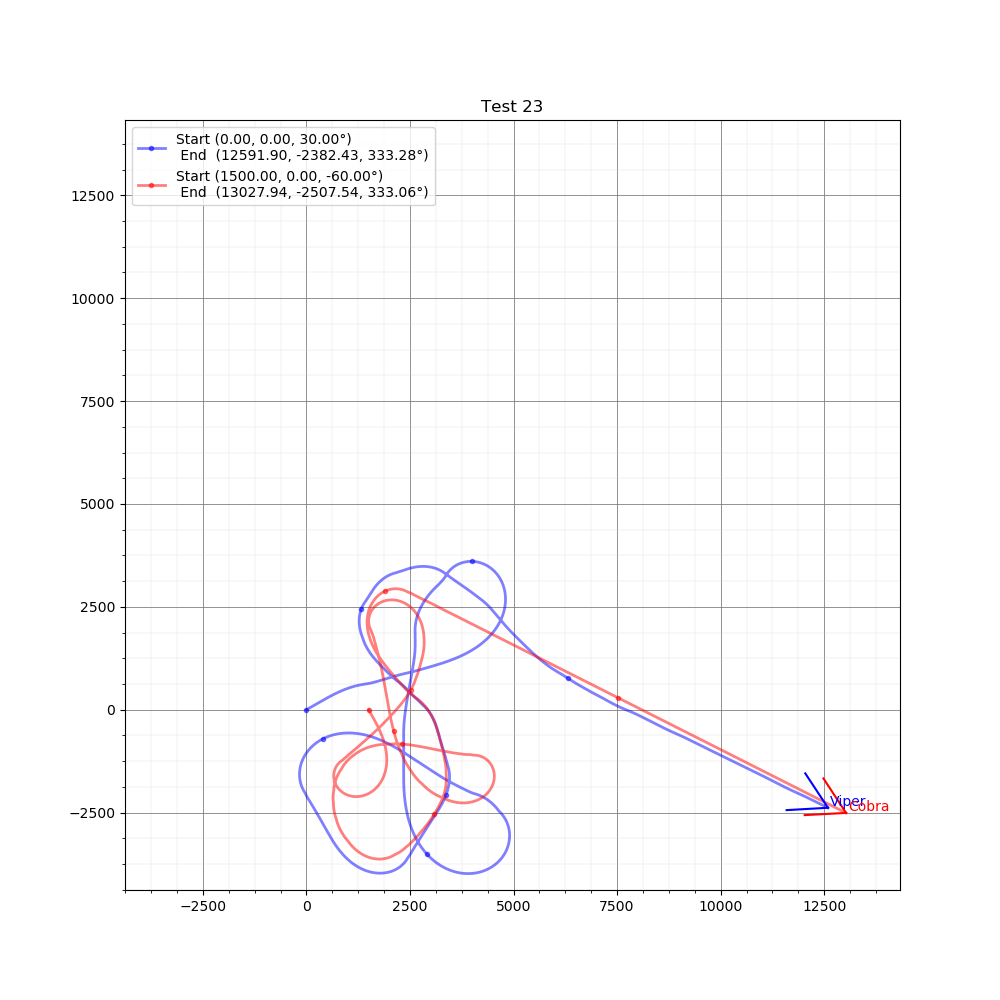 Test 23
Start (0.00, 0.00, 30.00°)
End  (12591.90, -2382.43, 333.28°)
Start (1500.00, 0.00, -60.00°)
End  (13027.94, -2507.54, 333.06°)
12500
10000
7500
5000
2500
0
−2500
Viper
Cobra
−2500 0 2500 5000 7500 10000 12500